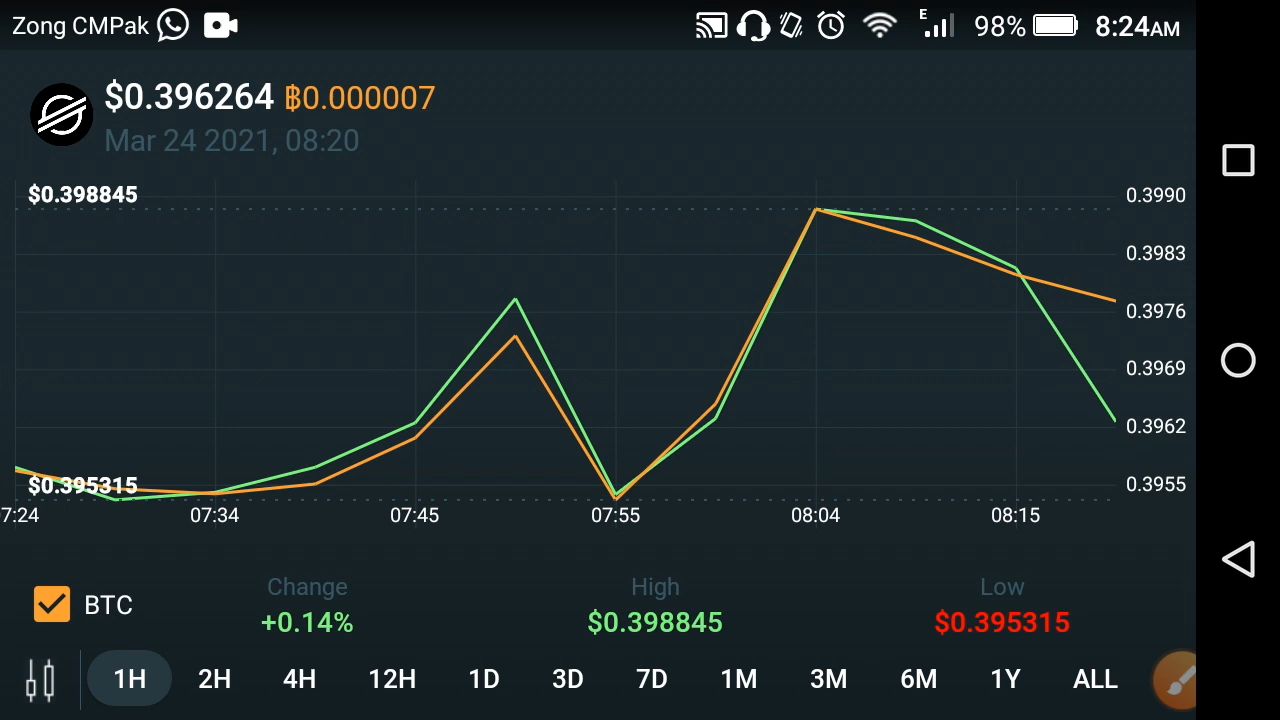 Zong CMPak E 98% 8:24AM
$0.396264 ฿0.000007
Mar 24 2021, 08:20
$0.398845
0.3990
0.3983
0.3976
0.3969
0.3962
$0.395315
0.3955
07:24 07:34 07:45 07:55 08:04 08:15
BTC
Change High Low
+0.14% $0.398845 $0.395315
1H 2H 4H 12H 1D 3D 7D 1M 3M 6M 1Y ALL